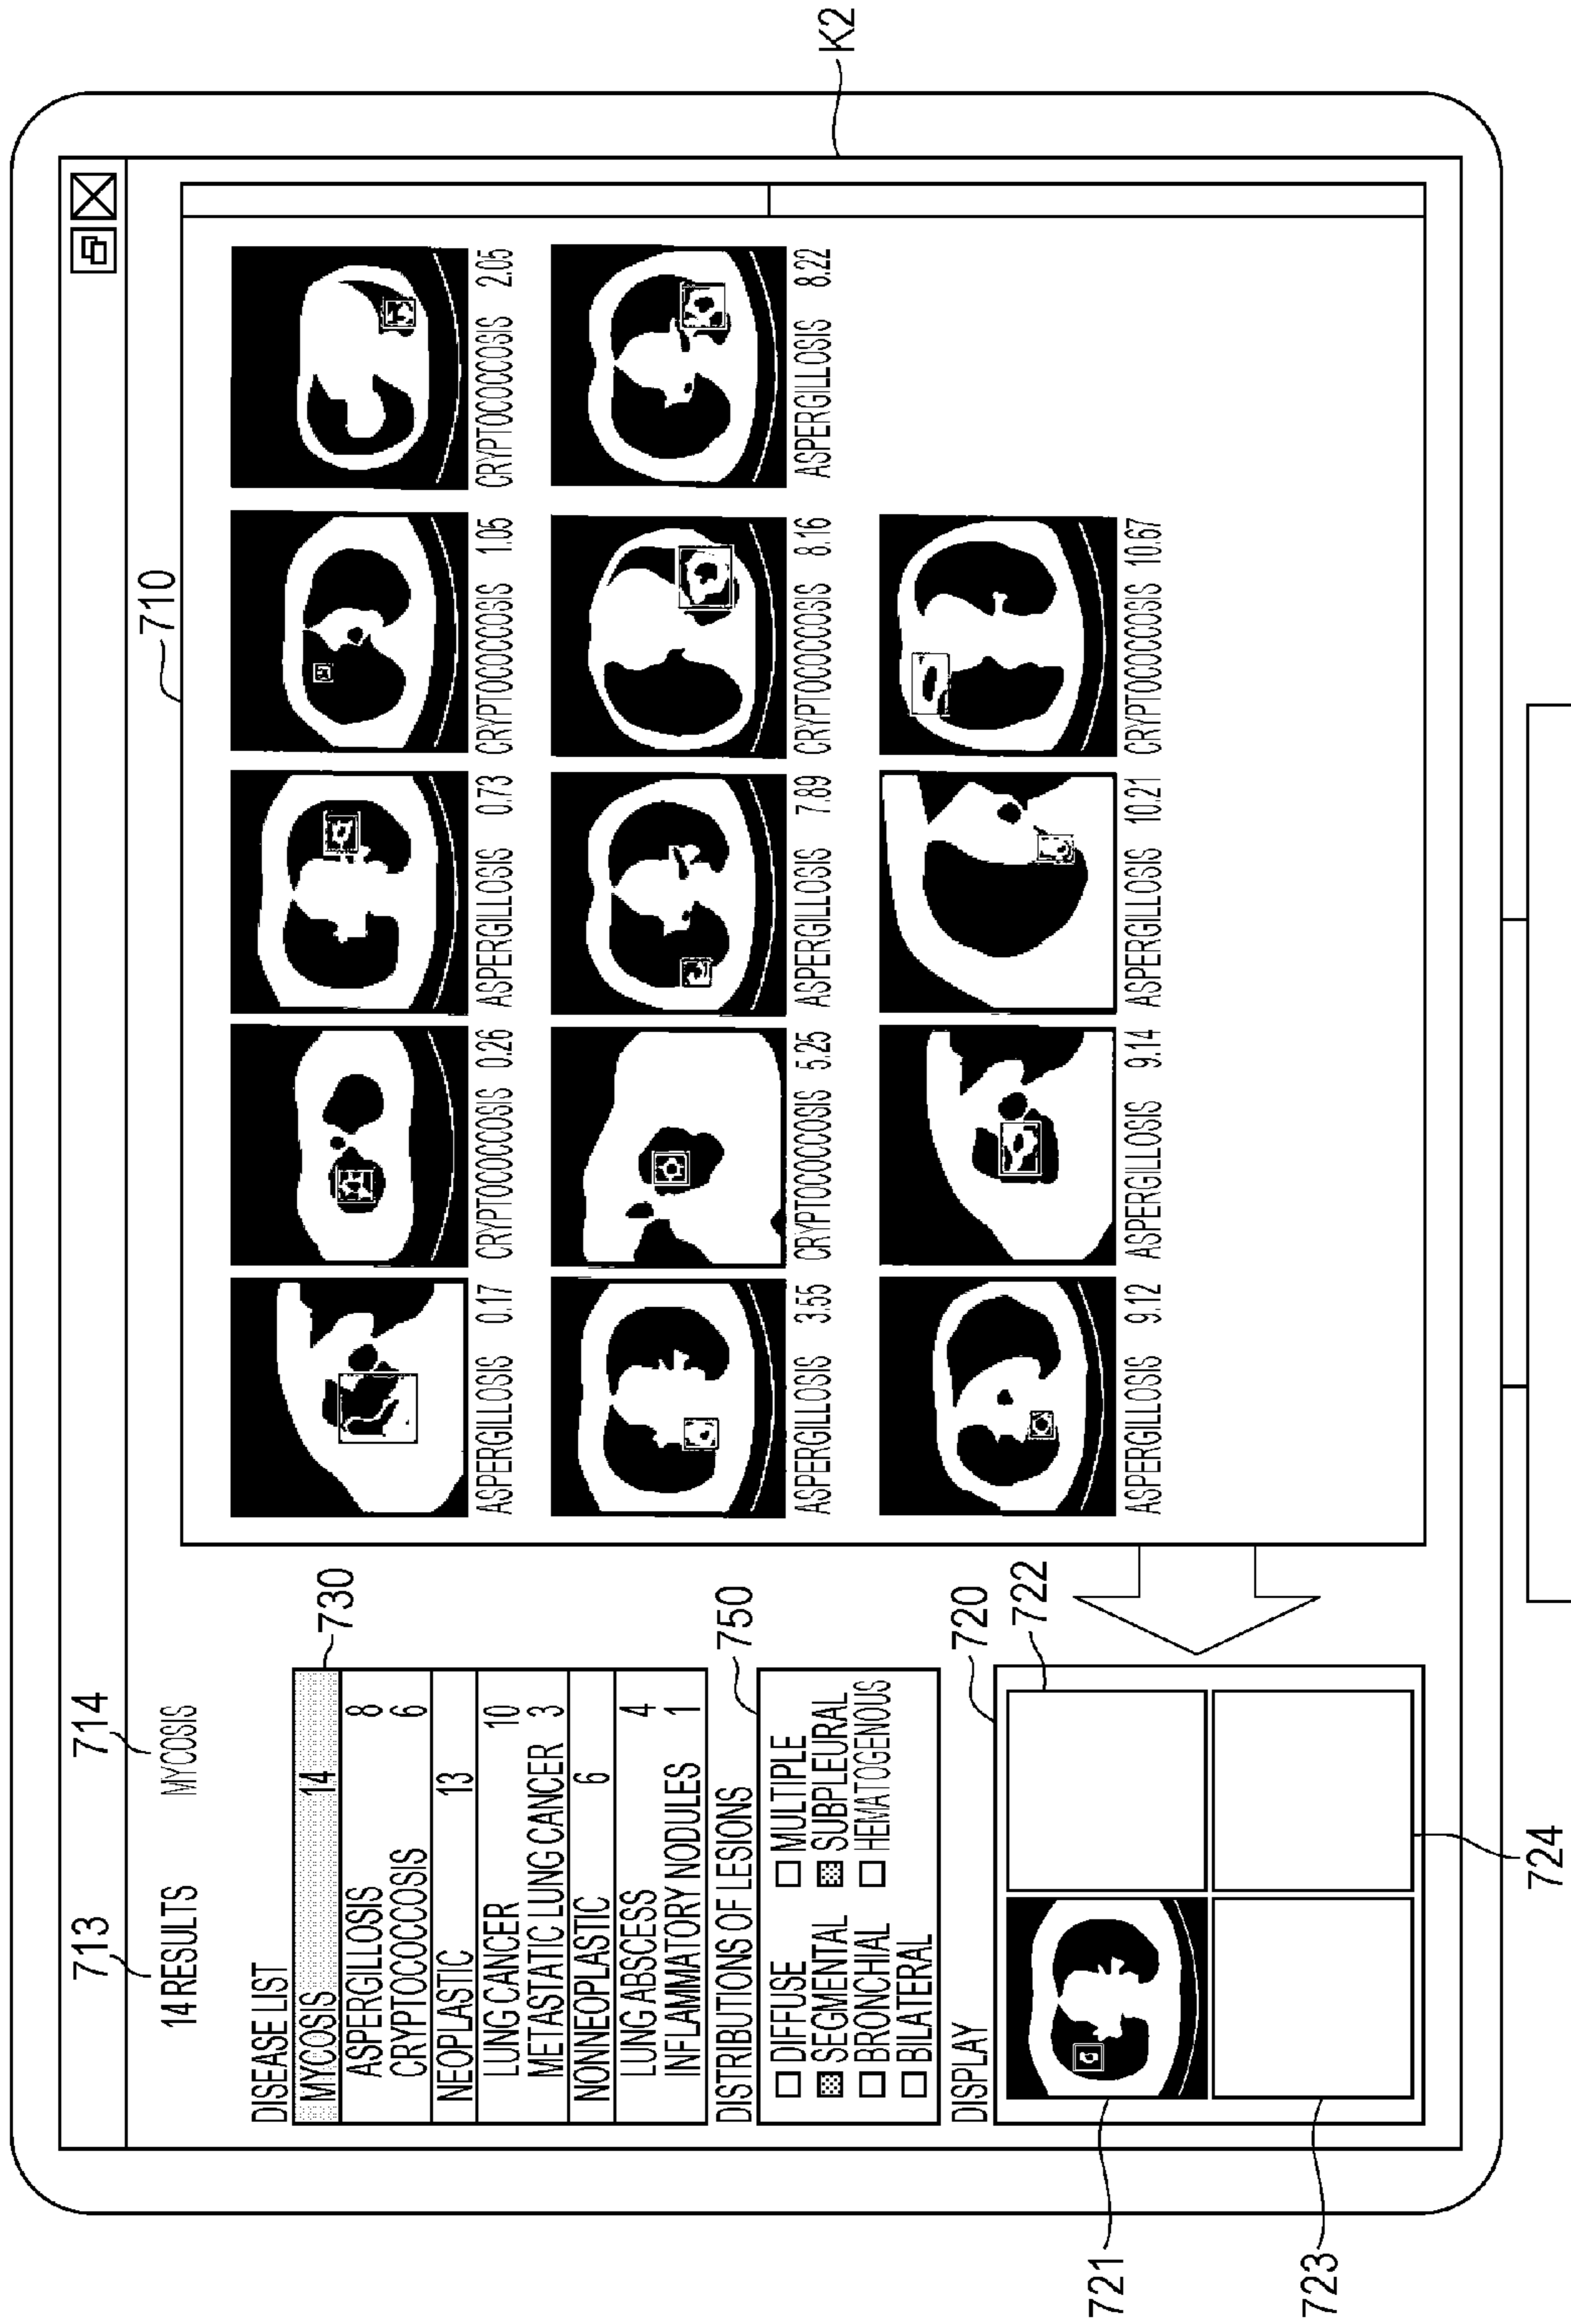 713
714
14 RESULTS MYCOSIS
710
K2
DISEASE LIST
730
MYCOSIS 14
ASPERGILLOSIS 8
CRYPTOCOCCOSIS 6
NEOPLASTIC 13
LUNG CANCER 10
METASTATIC LUNG CANCER 3
NONNEOPLASTIC 6
LUNG ABSCESS 4
INFLAMMATORY NODULES 1
DISTRIBUTIONS OF LESIONS
750
DIFFUSE MULTIPLE
SEGMENTAL SUBPLEURAL
BRONCHIAL HEMATOGENOUS
BILATERAL
DISPLAY
720
722
721
723
724
ASPERGILLOSIS 0.17 CRYPTOCOCCOSIS 0.26 ASPERGILLOSIS 0.73 CRYPTOCOCCOSIS 1.05 CRYPTOCOCCOSIS 2.05
ASPERGILLOSIS 3.55 CRYPTOCOCCOSIS 5.25 ASPERGILLOSIS 7.89 CRYPTOCOCCOSIS 8.16 ASPERGILLOSIS 8.22
ASPERGILLOSIS 9.12 ASPERGILLOSIS 9.14 ASPERGILLOSIS 10.21 CRYPTOCOCCOSIS 10.67